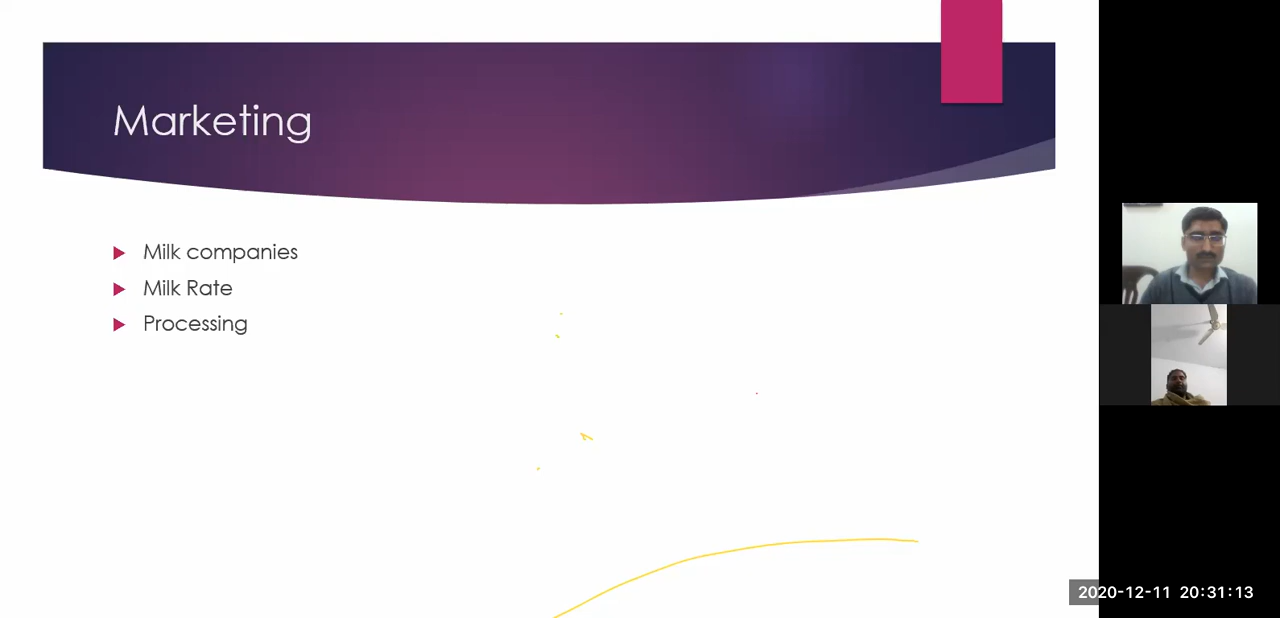 Marketing
Milk companies
Milk Rate
Processing
2020-12-11 20:31:13